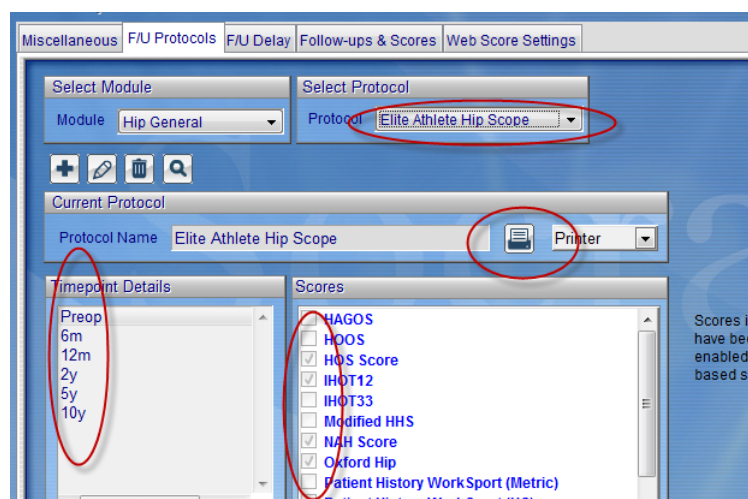 Miscellaneous F/U Protocols F/U Delay Follow-ups & Scores Web Score Settings
Select Module
Select Protocol
Module Hip General
Protocol Elite Athlete Hip Scope
Current Protocol
Protocol Name Elite Athlete Hip Scope Printer
Timepoint Details
Preop
6m
12m
2y
5y
10y
Scores
HAGOS
HOOS
HOS Score
IHOT12
IHOT33
Modified HHS
NAH Score
Oxford Hip
Patient History WorkSport (Metric)
Scores i
have bee
enabled
based s